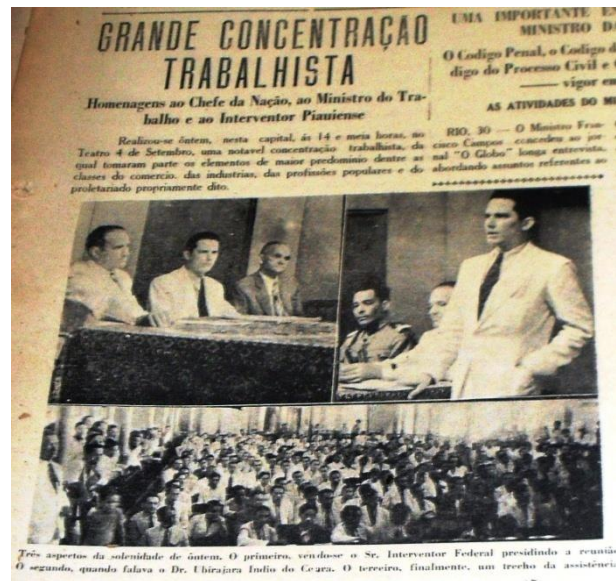 GRANDE CONCENTRAÇÃO
TRABALHISTA
Homenagens ao Chefe da Nação, ao Ministro do Tra-
balho e ao Interventor Piauiense
Realizou-se ôntem, nesta capital, ás 14 e meia horas, no
Teatro 4 de Setembro, uma notavel concentração trabalhista, da
qual tomaram parte os elementos de maior predominio dentre as
classes do comercio, das industrias, das profissões populares e do
proletariado propriamente dito.
UMA IMPORTANTE
MINISTRO
O Codigo Penal, o Codigo
digo do Processo Civil e
vigor em
AS ATIVIDADES DO
RIO, 30 — O Ministro Fran-
cisco Campos concedeu ao jor-
nal "O Globo" longa entrevista,
abordando assuntos referentes ao
Três aspectos da solenidade de ôntem. O primeiro, vendo-se o Sr. Interventor Federal presidindo a reunião
O segundo, quando falava o Dr. Ubirajara Indio do Ceara. O terceiro, finalmente, um trecho da assistência